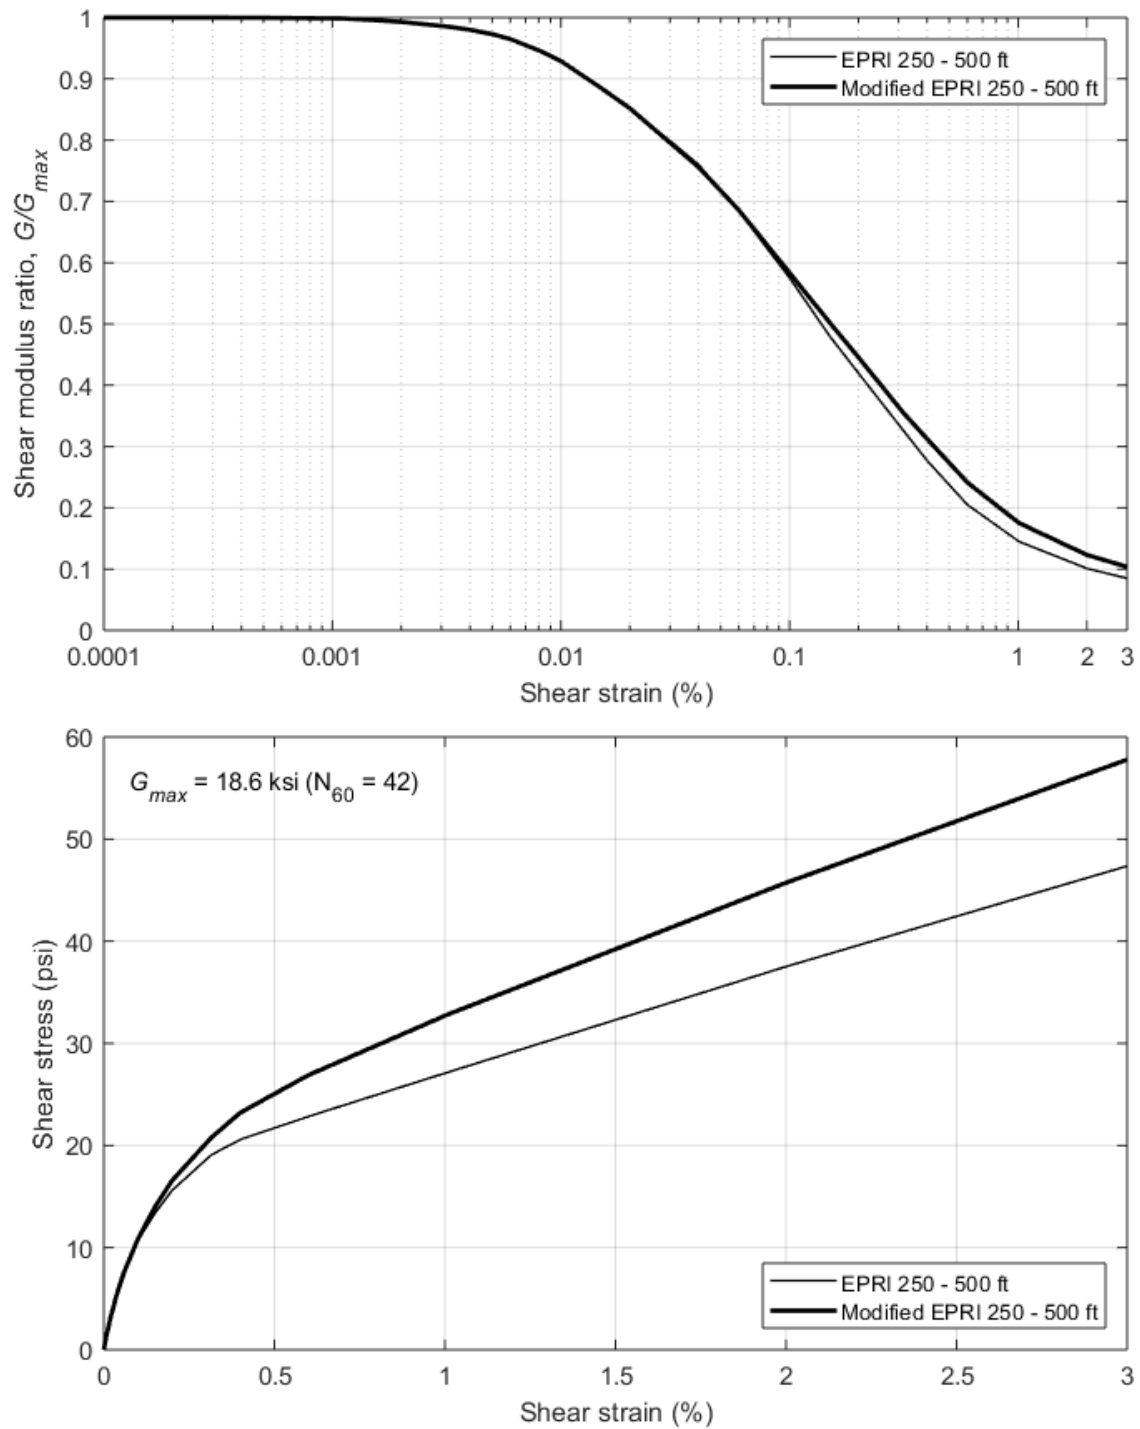 1
0.9
0.8
0.7
0.6
0.5
0.4
0.3
0.2
0.1
0
Shear modulus ratio, G/Gmax
EPRI 250 - 500 ft
Modified EPRI 250 - 500 ft
0.0001 0.001 0.01 0.1 1 2 3
Shear strain (%)
60
50
40
30
20
10
0
Shear stress (psi)
Gmax = 18.6 ksi (N60 = 42)
EPRI 250 - 500 ft
Modified EPRI 250 - 500 ft
0 0.5 1 1.5 2 2.5 3
Shear strain (%)